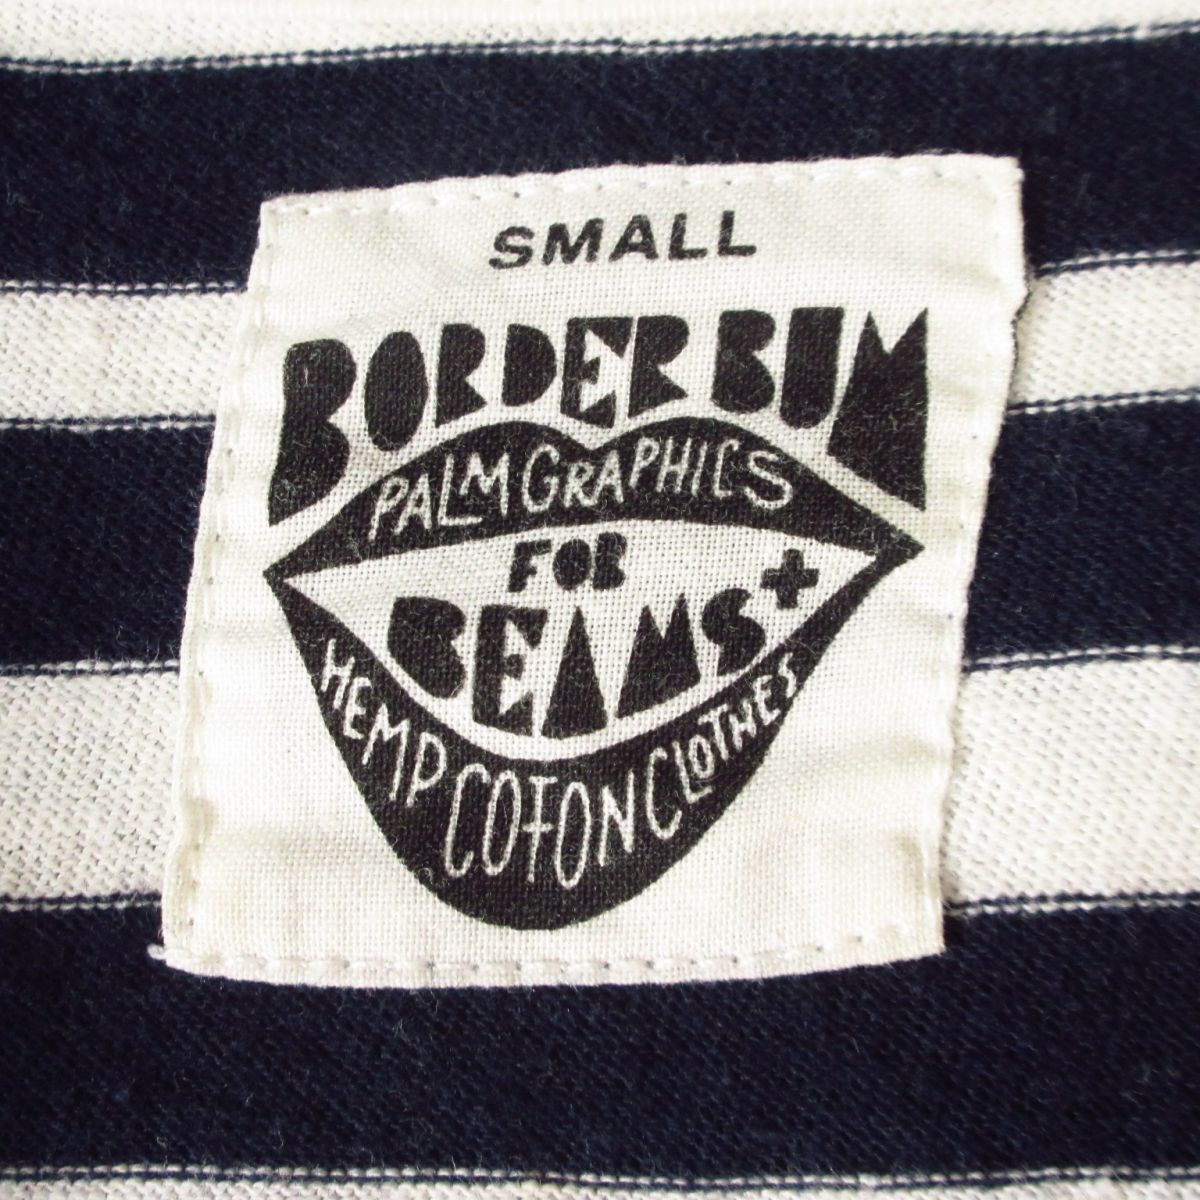 SMALL
BORDER BUM
PALM GRAPHICS
FOR
BEAMS+
HEMP COTON CLOTHES